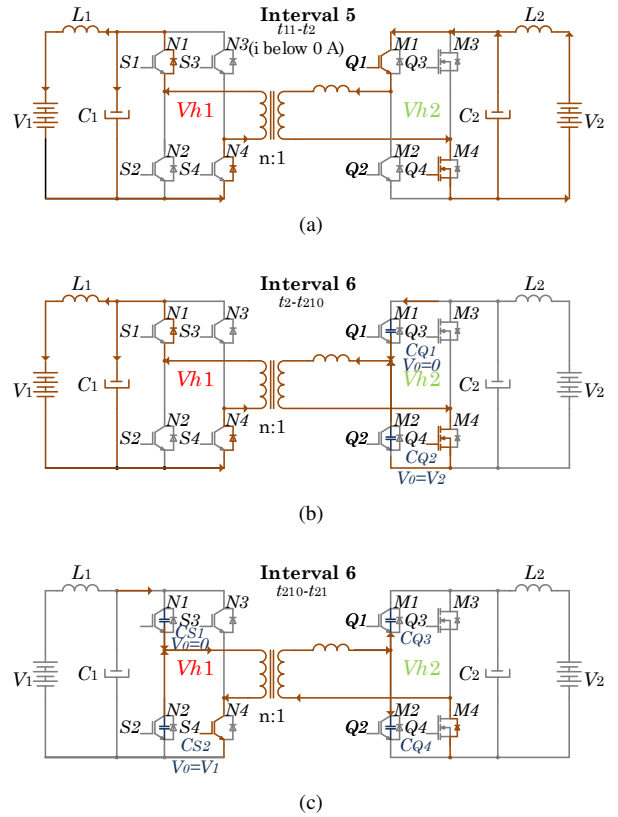 Interval 5
t11-t2
(i below 0 A)
L1 N1 N3 M1 M3 L2
S1 S3 Q1 Q3
V1 C1 Vh1 Vh2 C2 V2
N2 N4 M2 M4
S2 S4 n:1 Q2 Q4
(a)
Interval 6
t2-t210
L1 N1 N3 M1 M3 L2
S1 S3 Q1 Q3
CQ1
V0=0
V1 C1 Vh1 Vh2 C2 V2
N2 N4 M2 M4
S2 S4 n:1 Q2 Q4
CQ2
V0=V2
(b)
Interval 6
t210-t21
L1 N1 N3 M1 M3 L2
S1 S3 Q1 Q3
CS1 CQ3
V0=0
V1 C1 Vh1 Vh2 C2 V2
N2 N4 M2 M4
S2 S4 n:1 Q2 Q4
CS2 CQ4
V0=V1
(c)